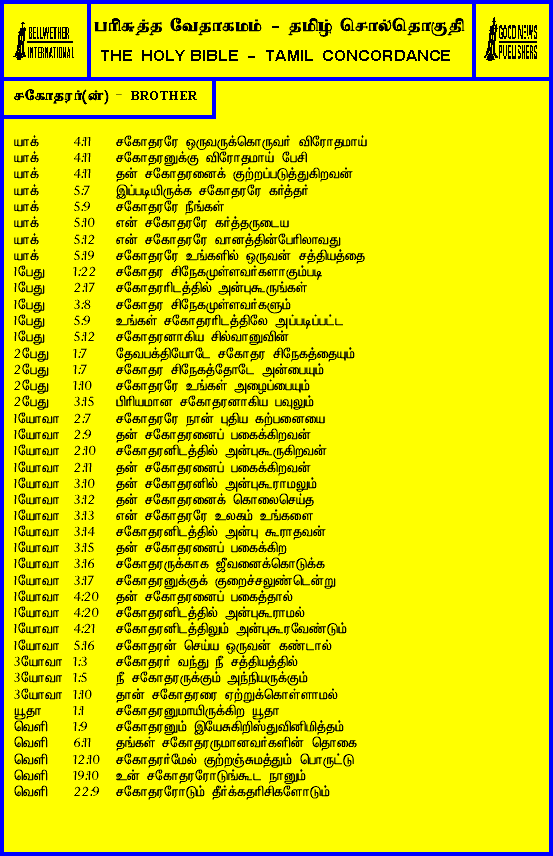 BELLWETHER INTERNATIONAL
பரிசுத்த வேதாகமம் - தமிழ் சொல்தொகுதி
THE HOLY BIBLE - TAMIL CONCORDANCE
GOOD NEWS PUBLISHERS
சகோதரர்(ன்) - BROTHER
யாக் 4:11 சகோதரரே ஒருவருக்கொருவர் விரோதமாய்
யாக் 4:11 சகோதரனுக்கு விரோதமாய் பேசி
யாக் 4:11 தன் சகோதரனைக் குற்றப்படுத்துகிறவன்
யாக் 5:7 இப்படியிருக்க சகோதரரே கர்த்தர்
யாக் 5:9 சகோதரரே நீங்கள்
யாக் 5:10 என் சகோதரரே கர்த்தருடைய
யாக் 5:12 என் சகோதரரே வானத்தின்பேரிலாவது
யாக் 5:19 சகோதரரே உங்களில் ஒருவன் சத்தியத்தை
1பேது 1:22 சகோதர சிநேகமுள்ளவர்களாகும்படி
1பேது 2:17 சகோதரரிடத்தில் அன்புகூருங்கள்
1பேது 3:8 சகோதர சிநேகமுள்ளவர்களும்
1பேது 5:9 உங்கள் சகோதரரிடத்திலே அப்படிப்பட்ட
1பேது 5:12 சகோதரனாகிய சில்வானுவின்
2பேது 1:7 தேவபக்தியோடே சகோதர சிநேகத்தையும்
2பேது 1:7 சகோதர சிநேகத்தோடே அன்பையும்
2பேது 1:10 சகோதரரே உங்கள் அழைப்பையும்
2பேது 3:15 பிரியமான சகோதரனாகிய பவுலும்
1யோவா 2:7 சகோதரரே நான் புதிய கற்பனையை
1யோவா 2:9 தன் சகோதரனைப் பகைக்கிறவன்
1யோவா 2:10 சகோதரனிடத்தில் அன்புகூருகிறவன்
1யோவா 2:11 தன் சகோதரனைப் பகைக்கிறவன்
1யோவா 3:10 தன் சகோதரனில் அன்புகூராமலும்
1யோவா 3:12 தன் சகோதரனைக் கொலைசெய்த
1யோவா 3:13 என் சகோதரரே உலகம் உங்களை
1யோவா 3:14 சகோதரனிடத்தில் அன்பு கூராதவன்
1யோவா 3:15 தன் சகோதரனைப் பகைக்கிற
1யோவா 3:16 சகோதரருக்காக ஜீவனைக்கொடுக்க
1யோவா 3:17 சகோதரனுக்குக் குறைச்சலுண்டென்று
1யோவா 4:20 தன் சகோதரனைப் பகைத்தால்
1யோவா 4:20 சகோதரனிடத்தில் அன்புகூராமல்
1யோவா 4:21 சகோதரனிடத்திலும் அன்புகூரவேண்டும்
1யோவா 5:16 சகோதரன் செய்ய ஒருவன் கண்டால்
3யோவா 1:3 சகோதரர் வந்து நீ சத்தியத்தில்
3யோவா 1:5 நீ சகோதரருக்கும் அந்நியருக்கும்
3யோவா 1:10 தான் சகோதரரை ஏற்றுக்கொள்ளாமல்
யூதா 1:1 சகோதரனுமாயிருக்கிற யூதா
வெளி 1:9 சகோதரனும் இயேசுகிறிஸ்துவினிமித்தம்
வெளி 6:11 தங்கள் சகோதரருமானவர்களின் தொகை
வெளி 12:10 சகோதரர்மேல் குற்றஞ்சுமத்தும் பொருட்டு
வெளி 19:10 உன் சகோதரரோடுங்கூட நானும்
வெளி 22:9 சகோதரரோடும் தீர்க்கதரிசிகளோடும்